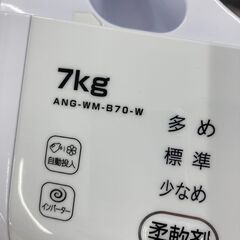 7kg
ANG-WM-B70-W
自動投入
インバーター
多め
標準
少なめ
柔軟剤